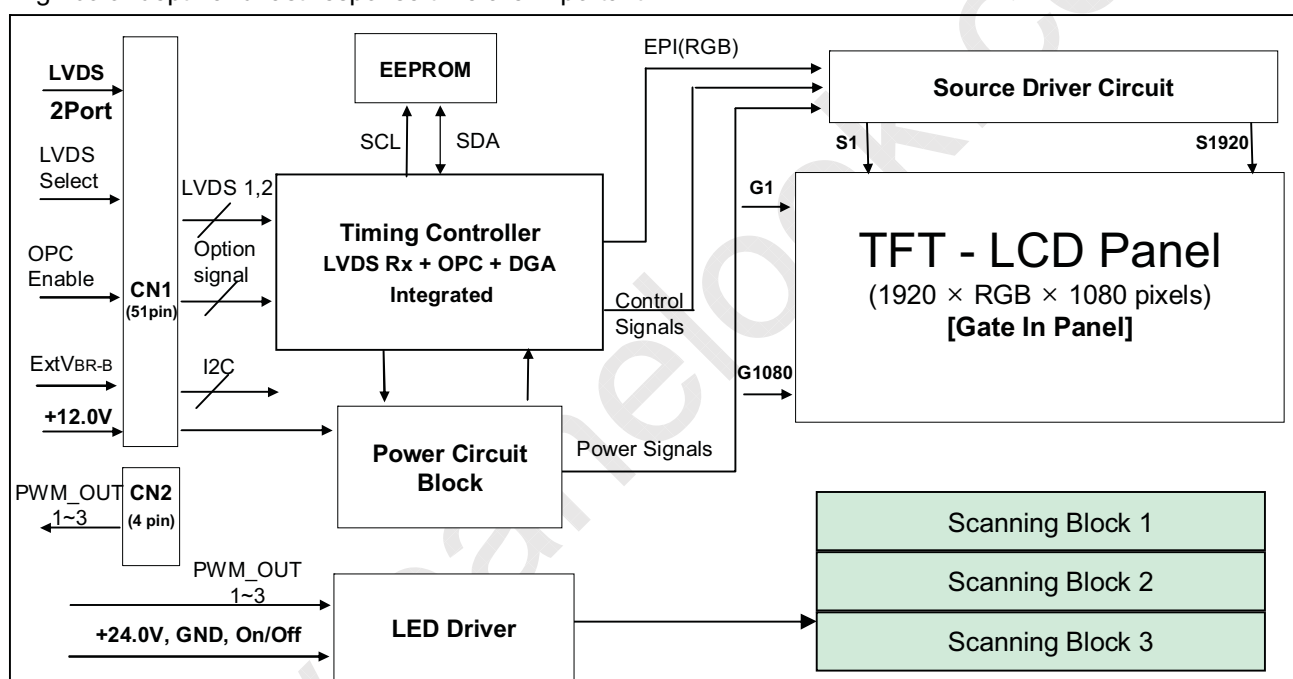 EPI(RGB)
LVDS
2Port
EEPROM
Source Driver Circuit
SCL
SDA
S1
S1920
LVDS
Select
LVDS 1,2
G1
Timing Controller
LVDS Rx + OPC + DGA
Integrated
TFT - LCD Panel
(1920 × RGB × 1080 pixels)
[Gate In Panel]
OPC
Enable
Option
signal
CN1
(51pin)
Control
Signals
ExtVBR-B
I2C
G1080
+12.0V
Power Circuit
Block
Power Signals
PWM_OUT
1~3
CN2
(4 pin)
Scanning Block 1
PWM_OUT
1~3
Scanning Block 2
+24.0V, GND, On/Off
LED Driver
Scanning Block 3